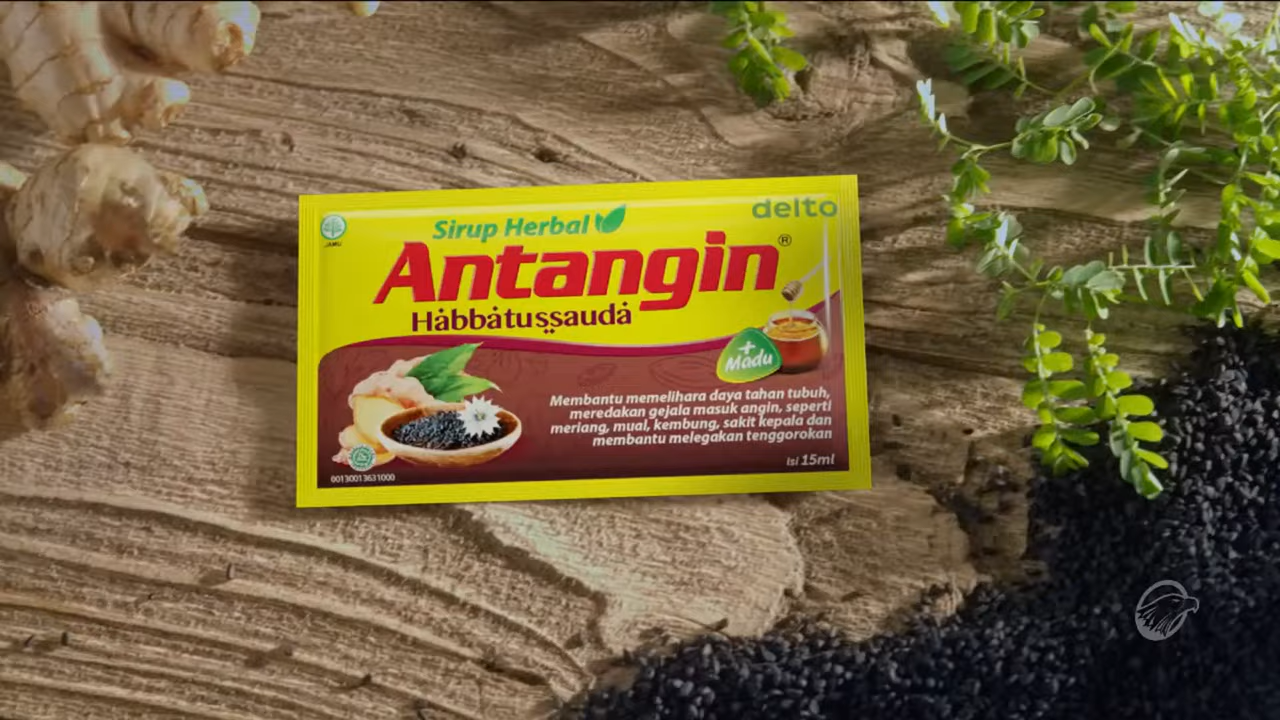 Sirup Herbal
delto
JAMU
Antangin®
Habbatussauda
+
Madu
Membantu memelihara daya tahan tubuh,
meredakan gejala masuk angin, seperti
meriang, mual, kembung, sakit kepala dan
membantu melegakan tenggorokan
Isi 15ml
00130013631000